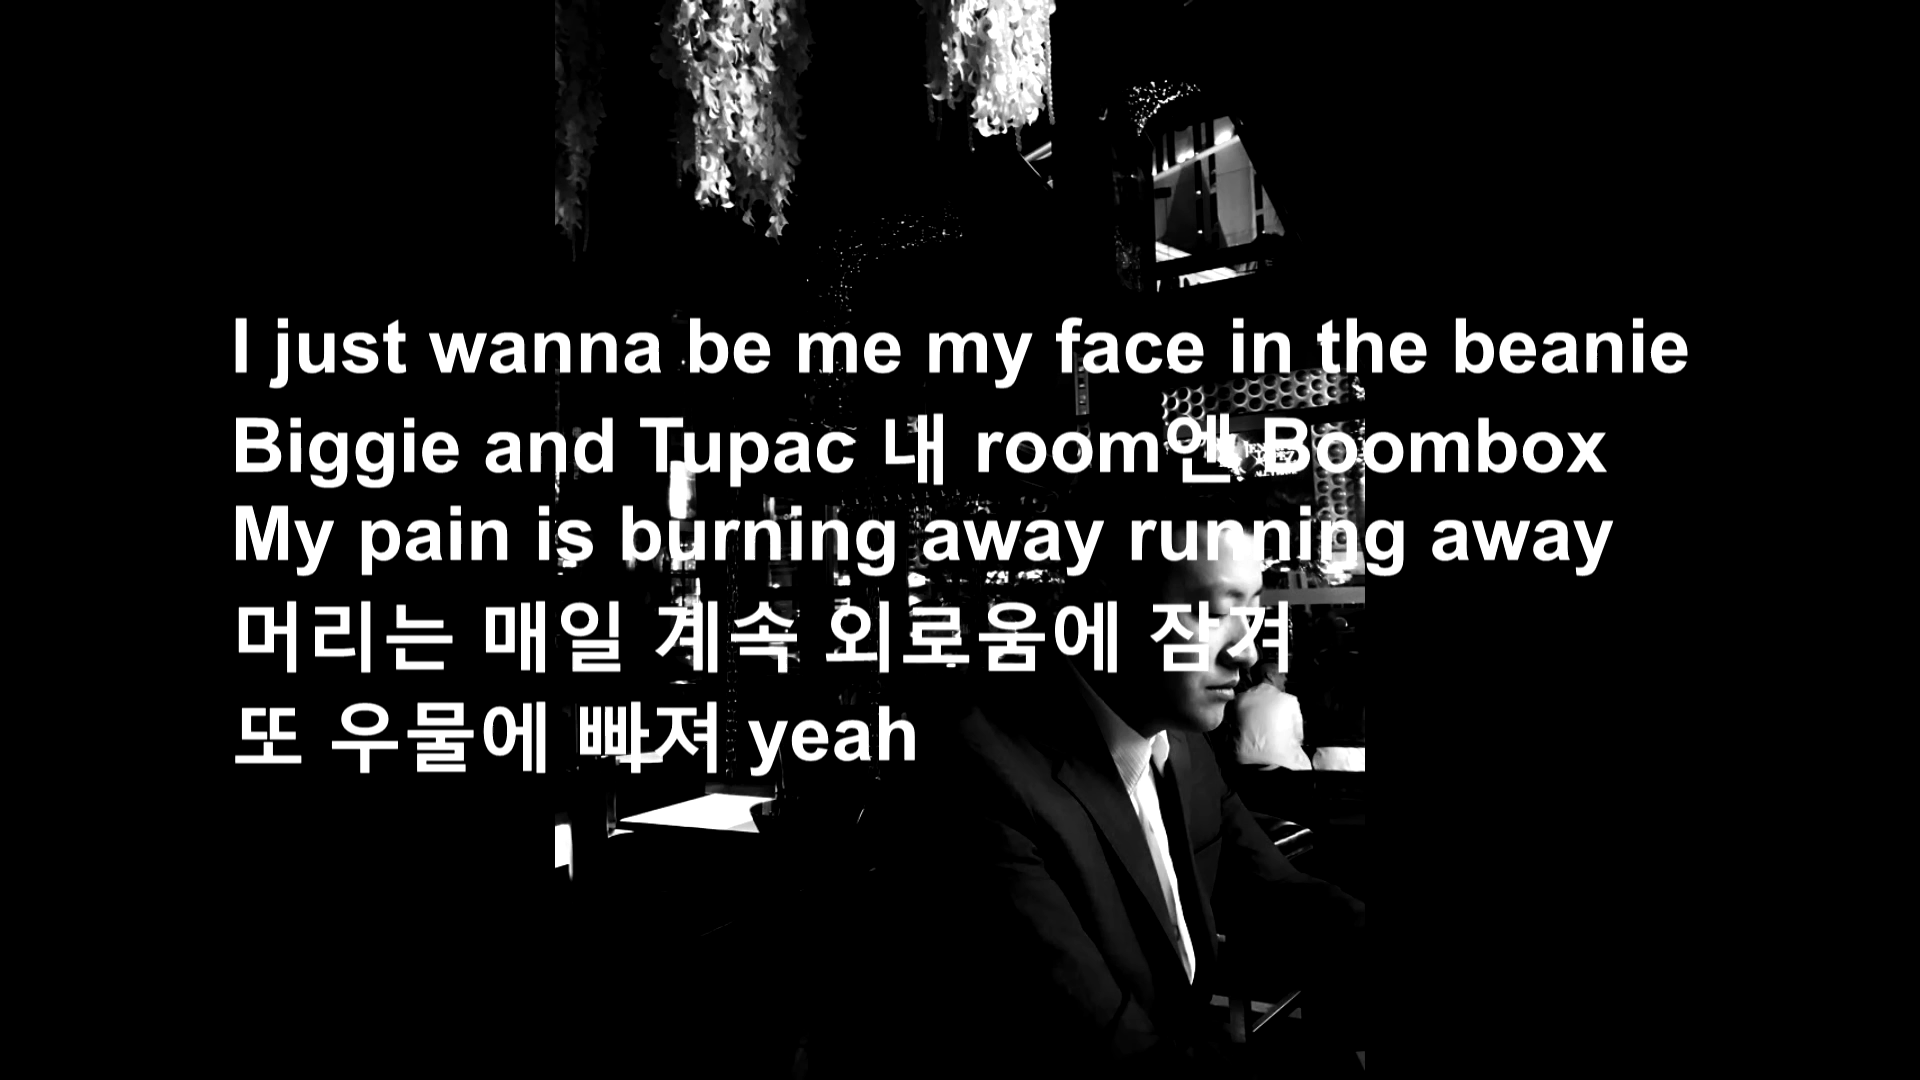 I just wanna be me my face in the beanie
Biggie and Tupac 내 room엔 Boombox
My pain is burning away running away
머리는 매일 계속 외로움에 잠겨
또 우물에 빠져 yeah